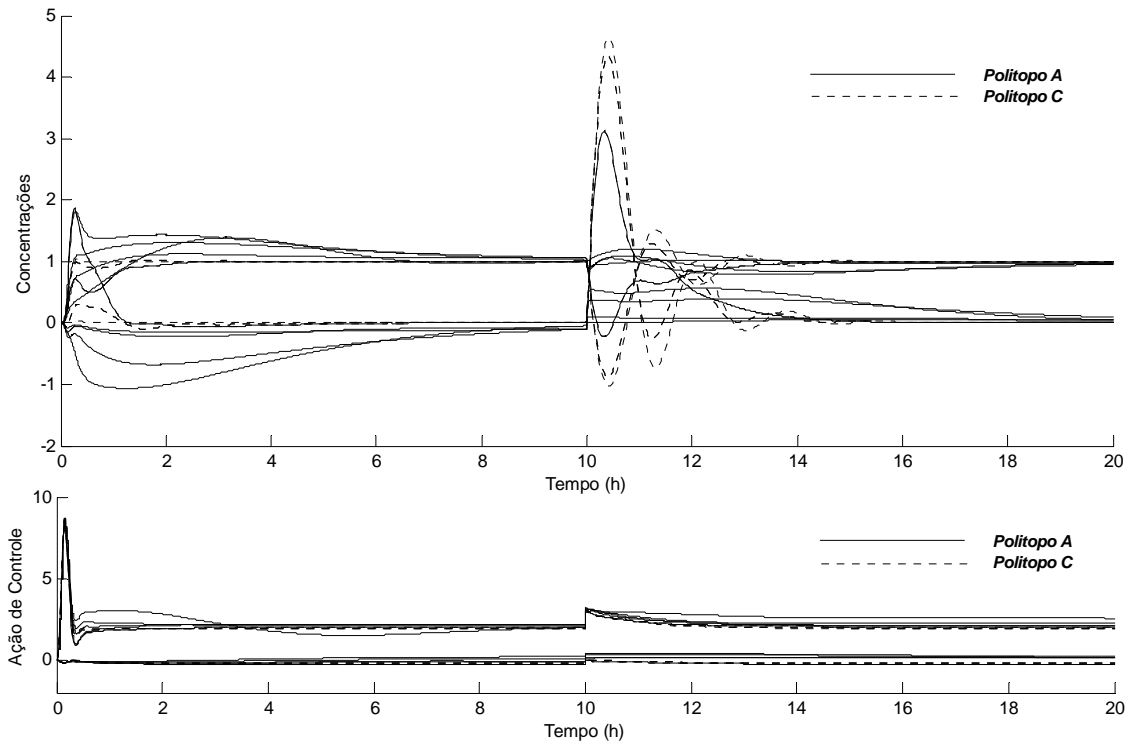 5
4
3
2
1
0
-1
-2
Concentrações
Politopo A
Politopo C
0 2 4 6 8 10 12 14 16 18 20
Tempo (h)
10
5
0
Ação de Controle
Politopo A
Politopo C
0 2 4 6 8 10 12 14 16 18 20
Tempo (h)